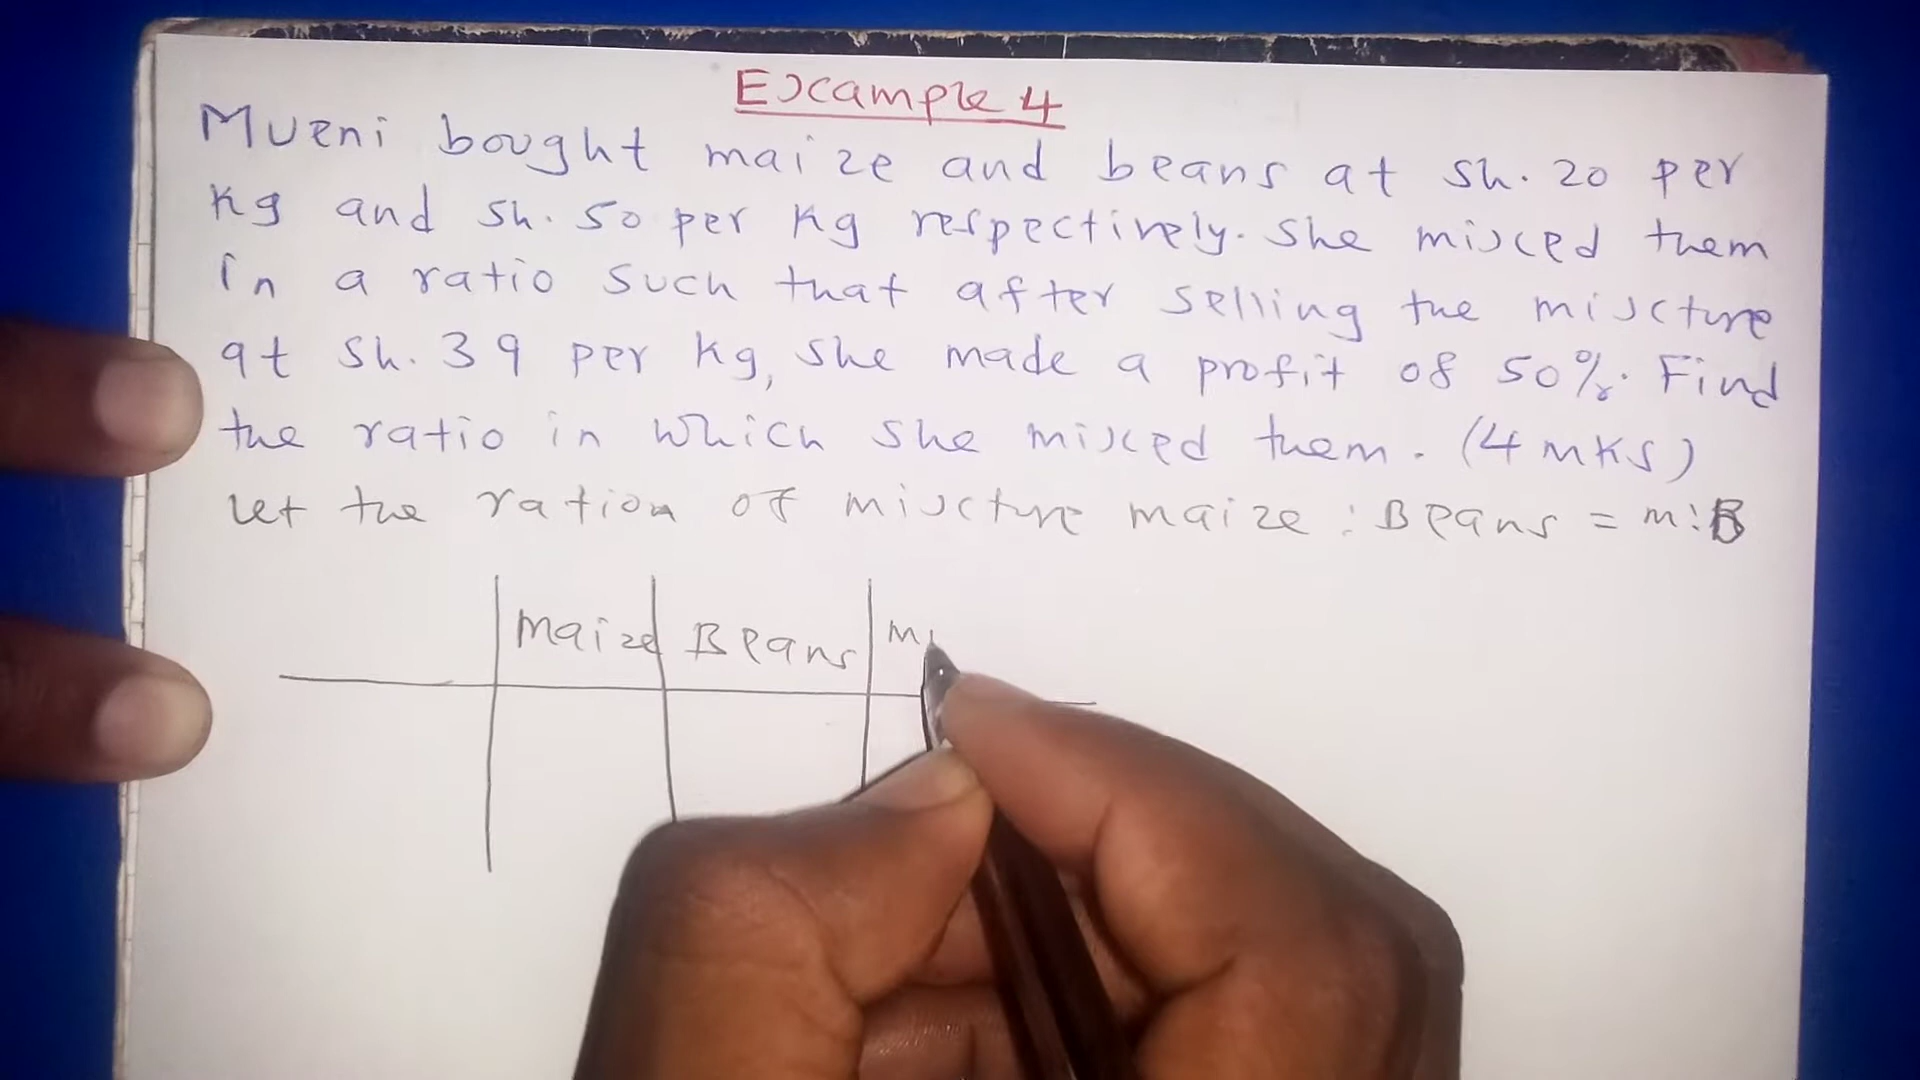 Example 4
Mueni bought maize and beans at sh. 20 per
kg and sh. 50 per kg respectively. She mixed them
in a ratio such that after selling the mixture
at sh. 39 per kg, she made a profit of 50%. Find
the ratio in which she mixed them. (4 mks)
Let the ration of mixture maize : Beans = m:B
maize Beans m